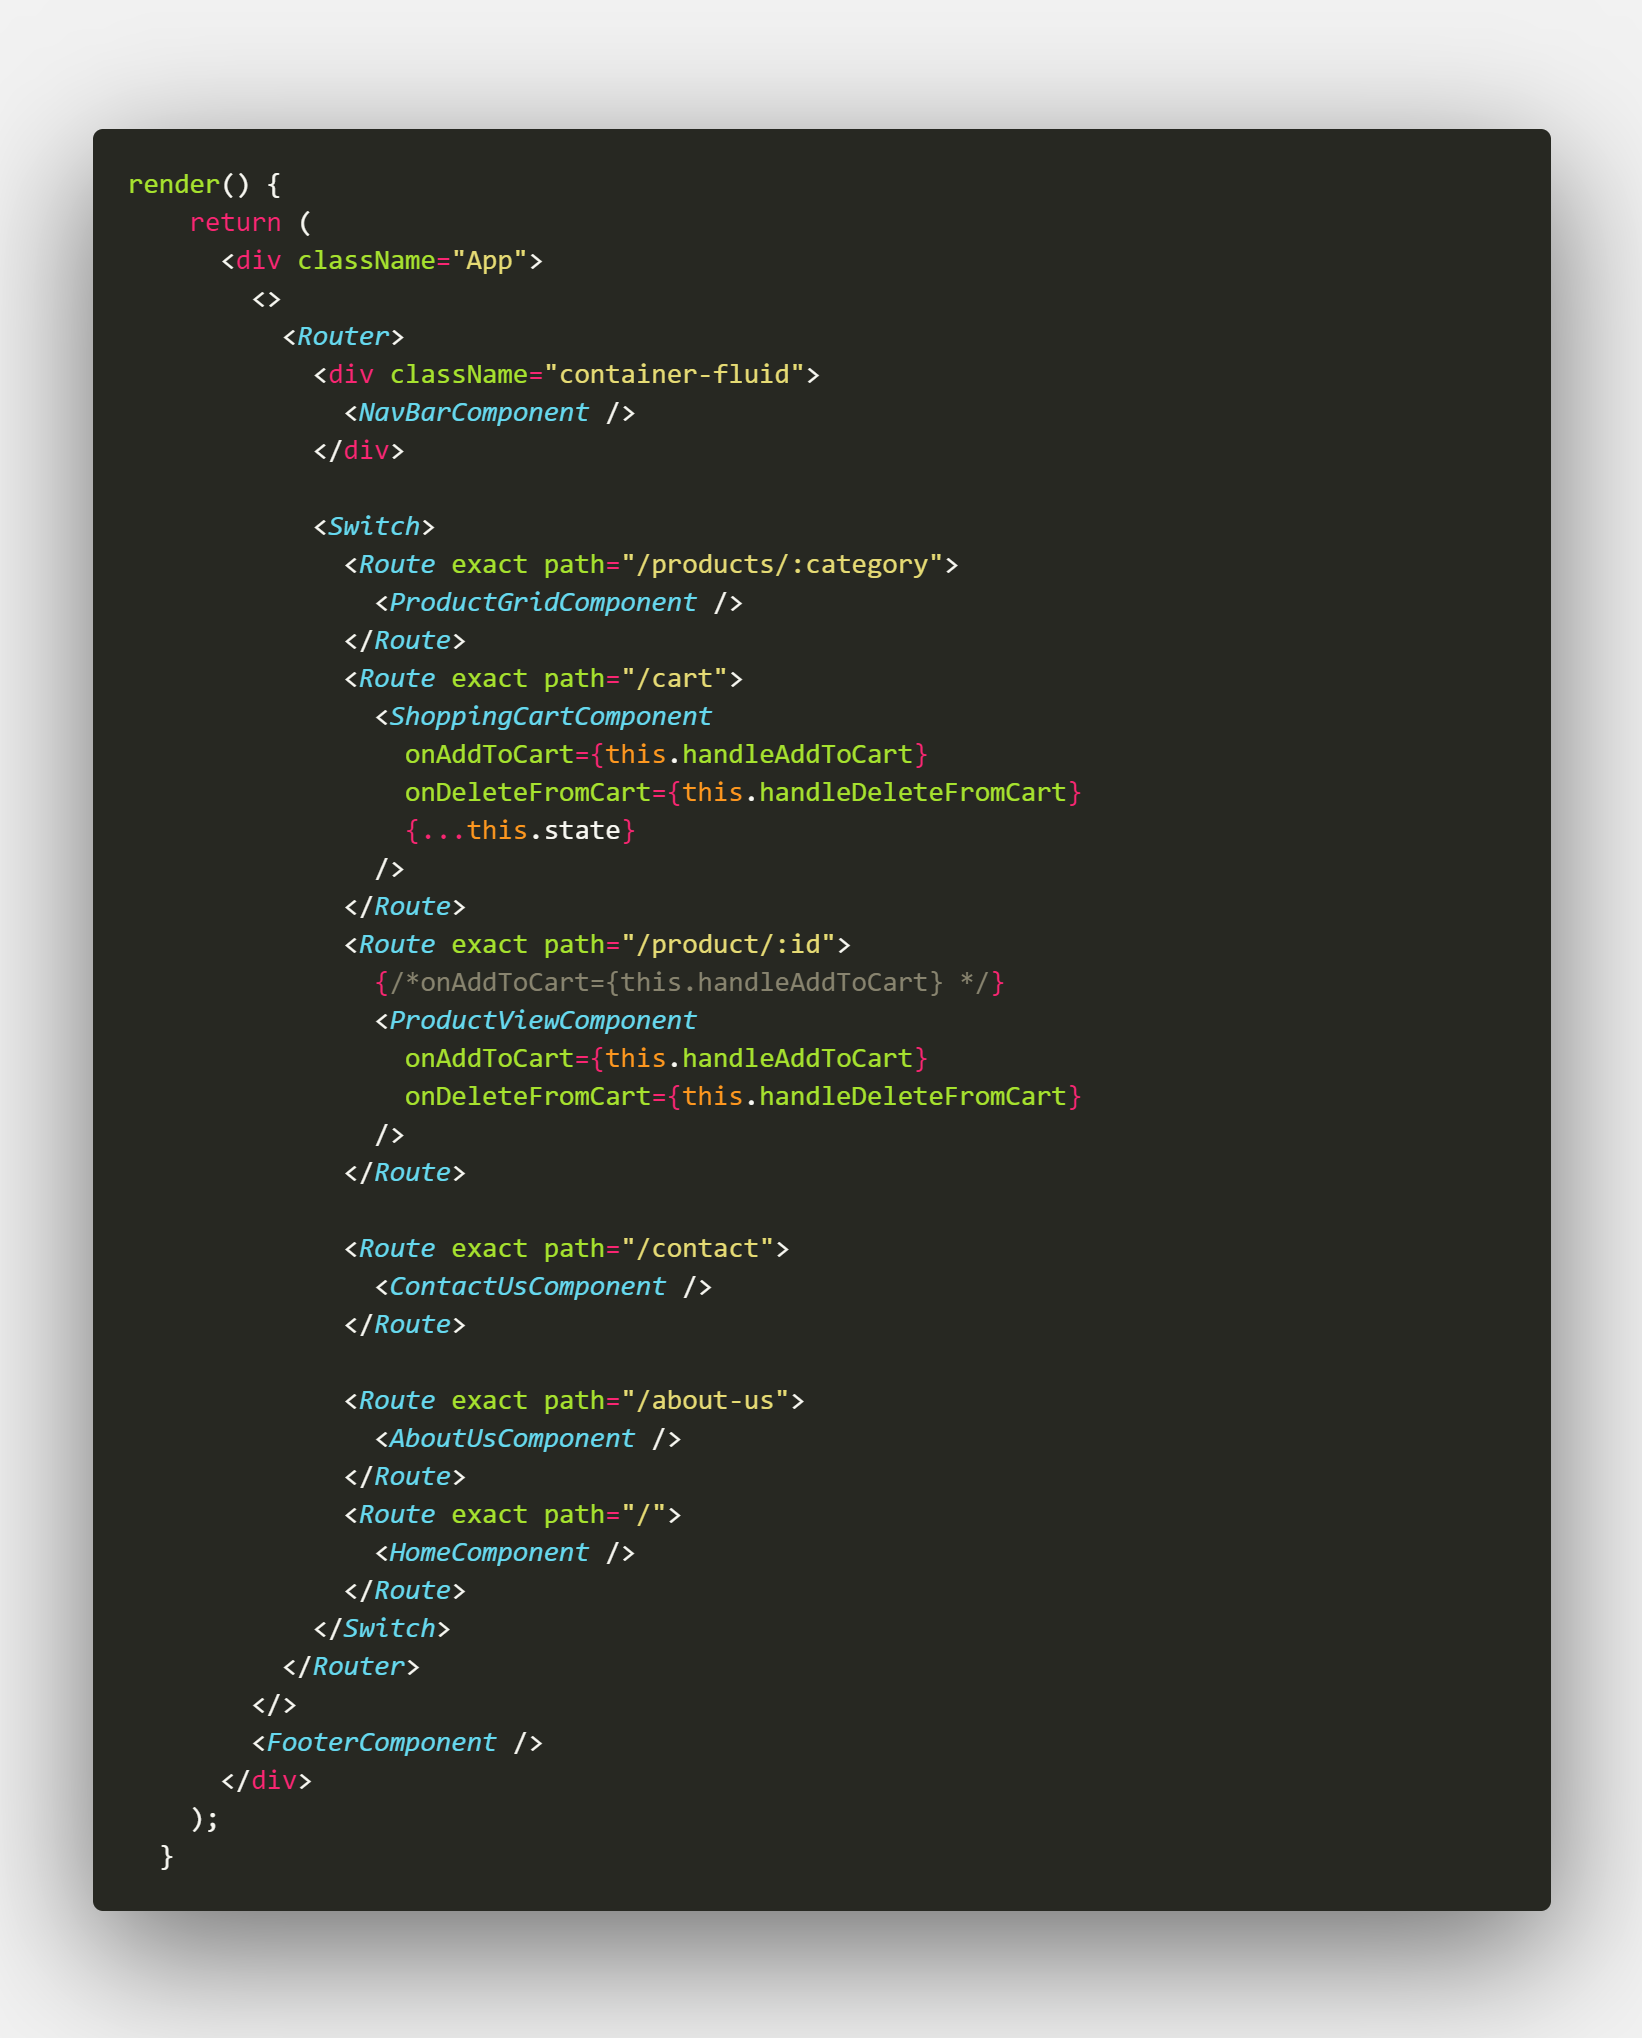 render() {
    return (
      <div className="App">
        <>
          <Router>
            <div className="container-fluid">
              <NavBarComponent />
            </div>

            <Switch>
              <Route exact path="/products/:category">
                <ProductGridComponent />
              </Route>
              <Route exact path="/cart">
                <ShoppingCartComponent
                  onAddToCart={this.handleAddToCart}
                  onDeleteFromCart={this.handleDeleteFromCart}
                  {...this.state}
                />
              </Route>
              <Route exact path="/product/:id">
                {/*onAddToCart={this.handleAddToCart} */}
                <ProductViewComponent
                  onAddToCart={this.handleAddToCart}
                  onDeleteFromCart={this.handleDeleteFromCart}
                />
              </Route>

              <Route exact path="/contact">
                <ContactUsComponent />
              </Route>

              <Route exact path="/about-us">
                <AboutUsComponent />
              </Route>
              <Route exact path="/">
                <HomeComponent />
              </Route>
            </Switch>
          </Router>
        </>
        <FooterComponent />
      </div>
    );
  }